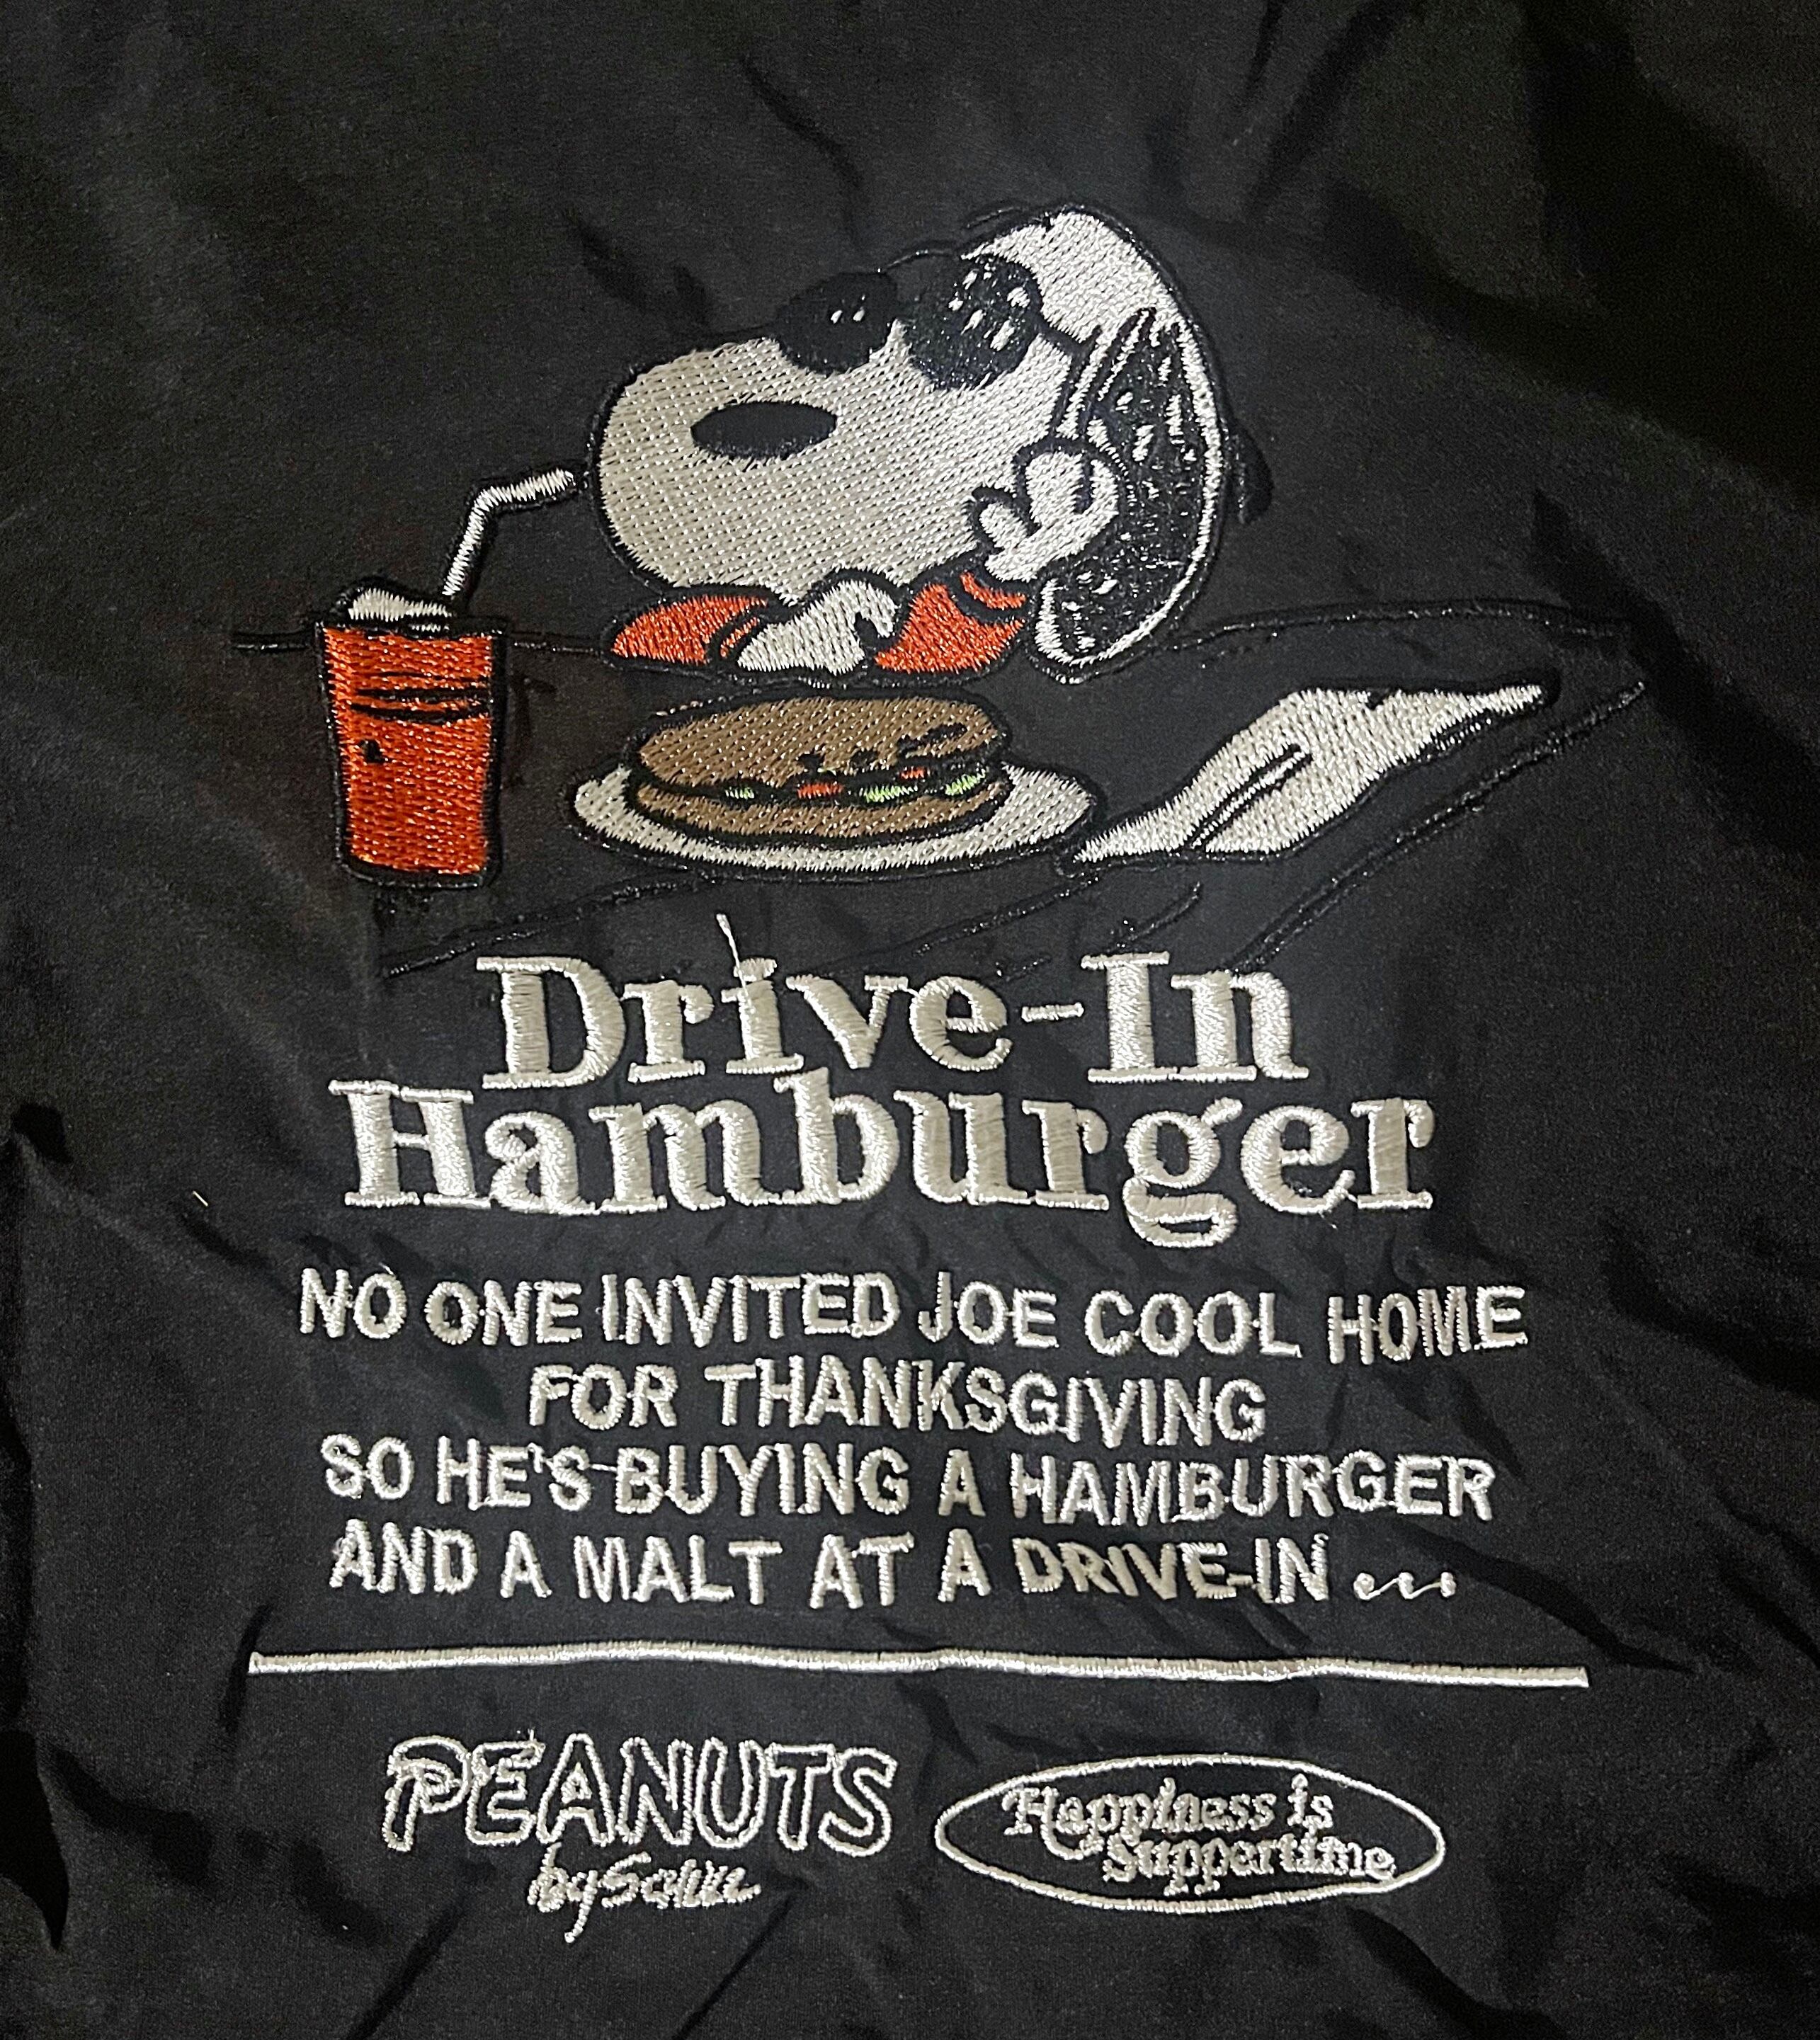 Drive-In
Hamburger
NO ONE INVITED JOE COOL HOME
FOR THANKSGIVING
SO HE'S BUYING A HAMBURGER
AND A MALT AT A DRIVE-IN ...
PEANUTS
by
Happiness is
Suppertime